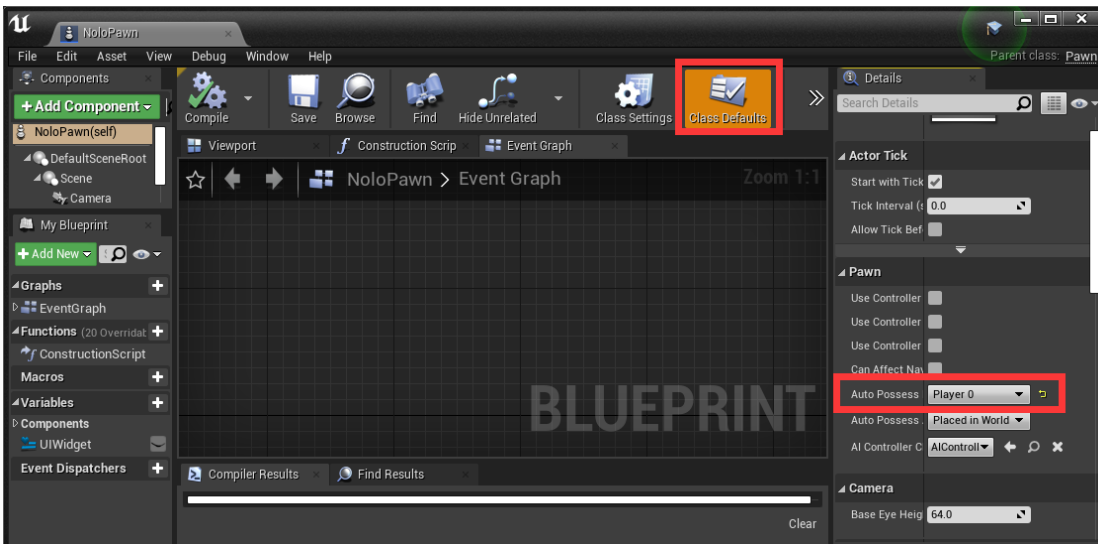 NoloPawn
File Edit Asset View Debug Window Help
Parent class: Pawn
Components
+Add Component
NoloPawn(self)
DefaultSceneRoot
Scene
Camera
My Blueprint
+Add New
Graphs
EventGraph
Functions (20 Overridab
ConstructionScript
Macros
Variables
Components
UIWidget
Event Dispatchers
Compile Save Browse Find Hide Unrelated Class Settings Class Defaults
Viewport Construction Scrip Event Graph
NoloPawn > Event Graph Zoom 1:1
BLUEPRINT
Compiler Results Find Results
Clear
Details
Search Details
Actor Tick
Start with Tick
Tick Interval (s 0.0
Allow Tick Bef
Pawn
Use Controller
Use Controller
Use Controller
Can Affect Nav
Auto Possess Player 0
Auto Possess Placed in World
AI Controller C AIControll
Camera
Base Eye Heig 64.0